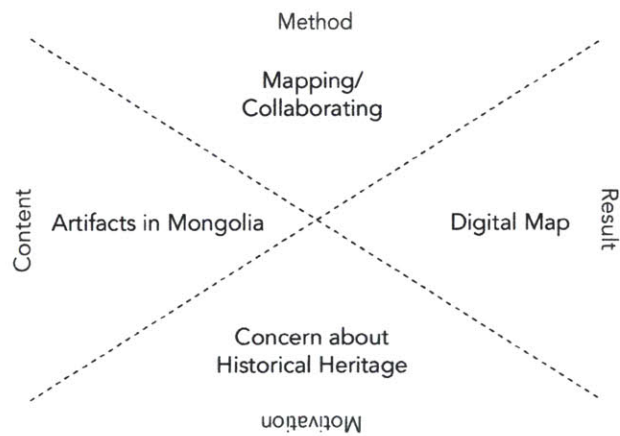 Method
Mapping/
Collaborating
Content
Artifacts in Mongolia
Digital Map
Result
Concern about
Historical Heritage
Motivation